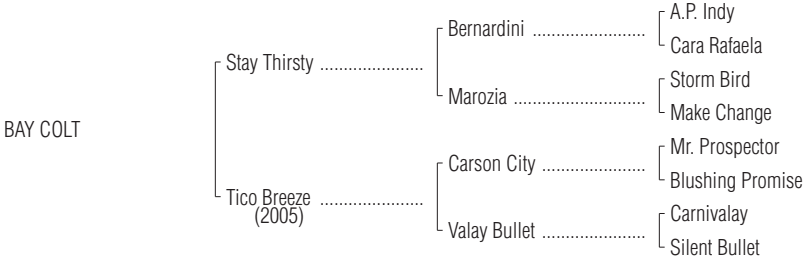 A.P. Indy
Bernardini ........................
Cara Rafaela
Stay Thirsty ......................
Storm Bird
Marozia ............................
Make Change
BAY COLT
Mr. Prospector
Carson City ......................
Blushing Promise
Tico Breeze ......................
(2005)
Carnivalay
Valay Bullet ......................
Silent Bullet